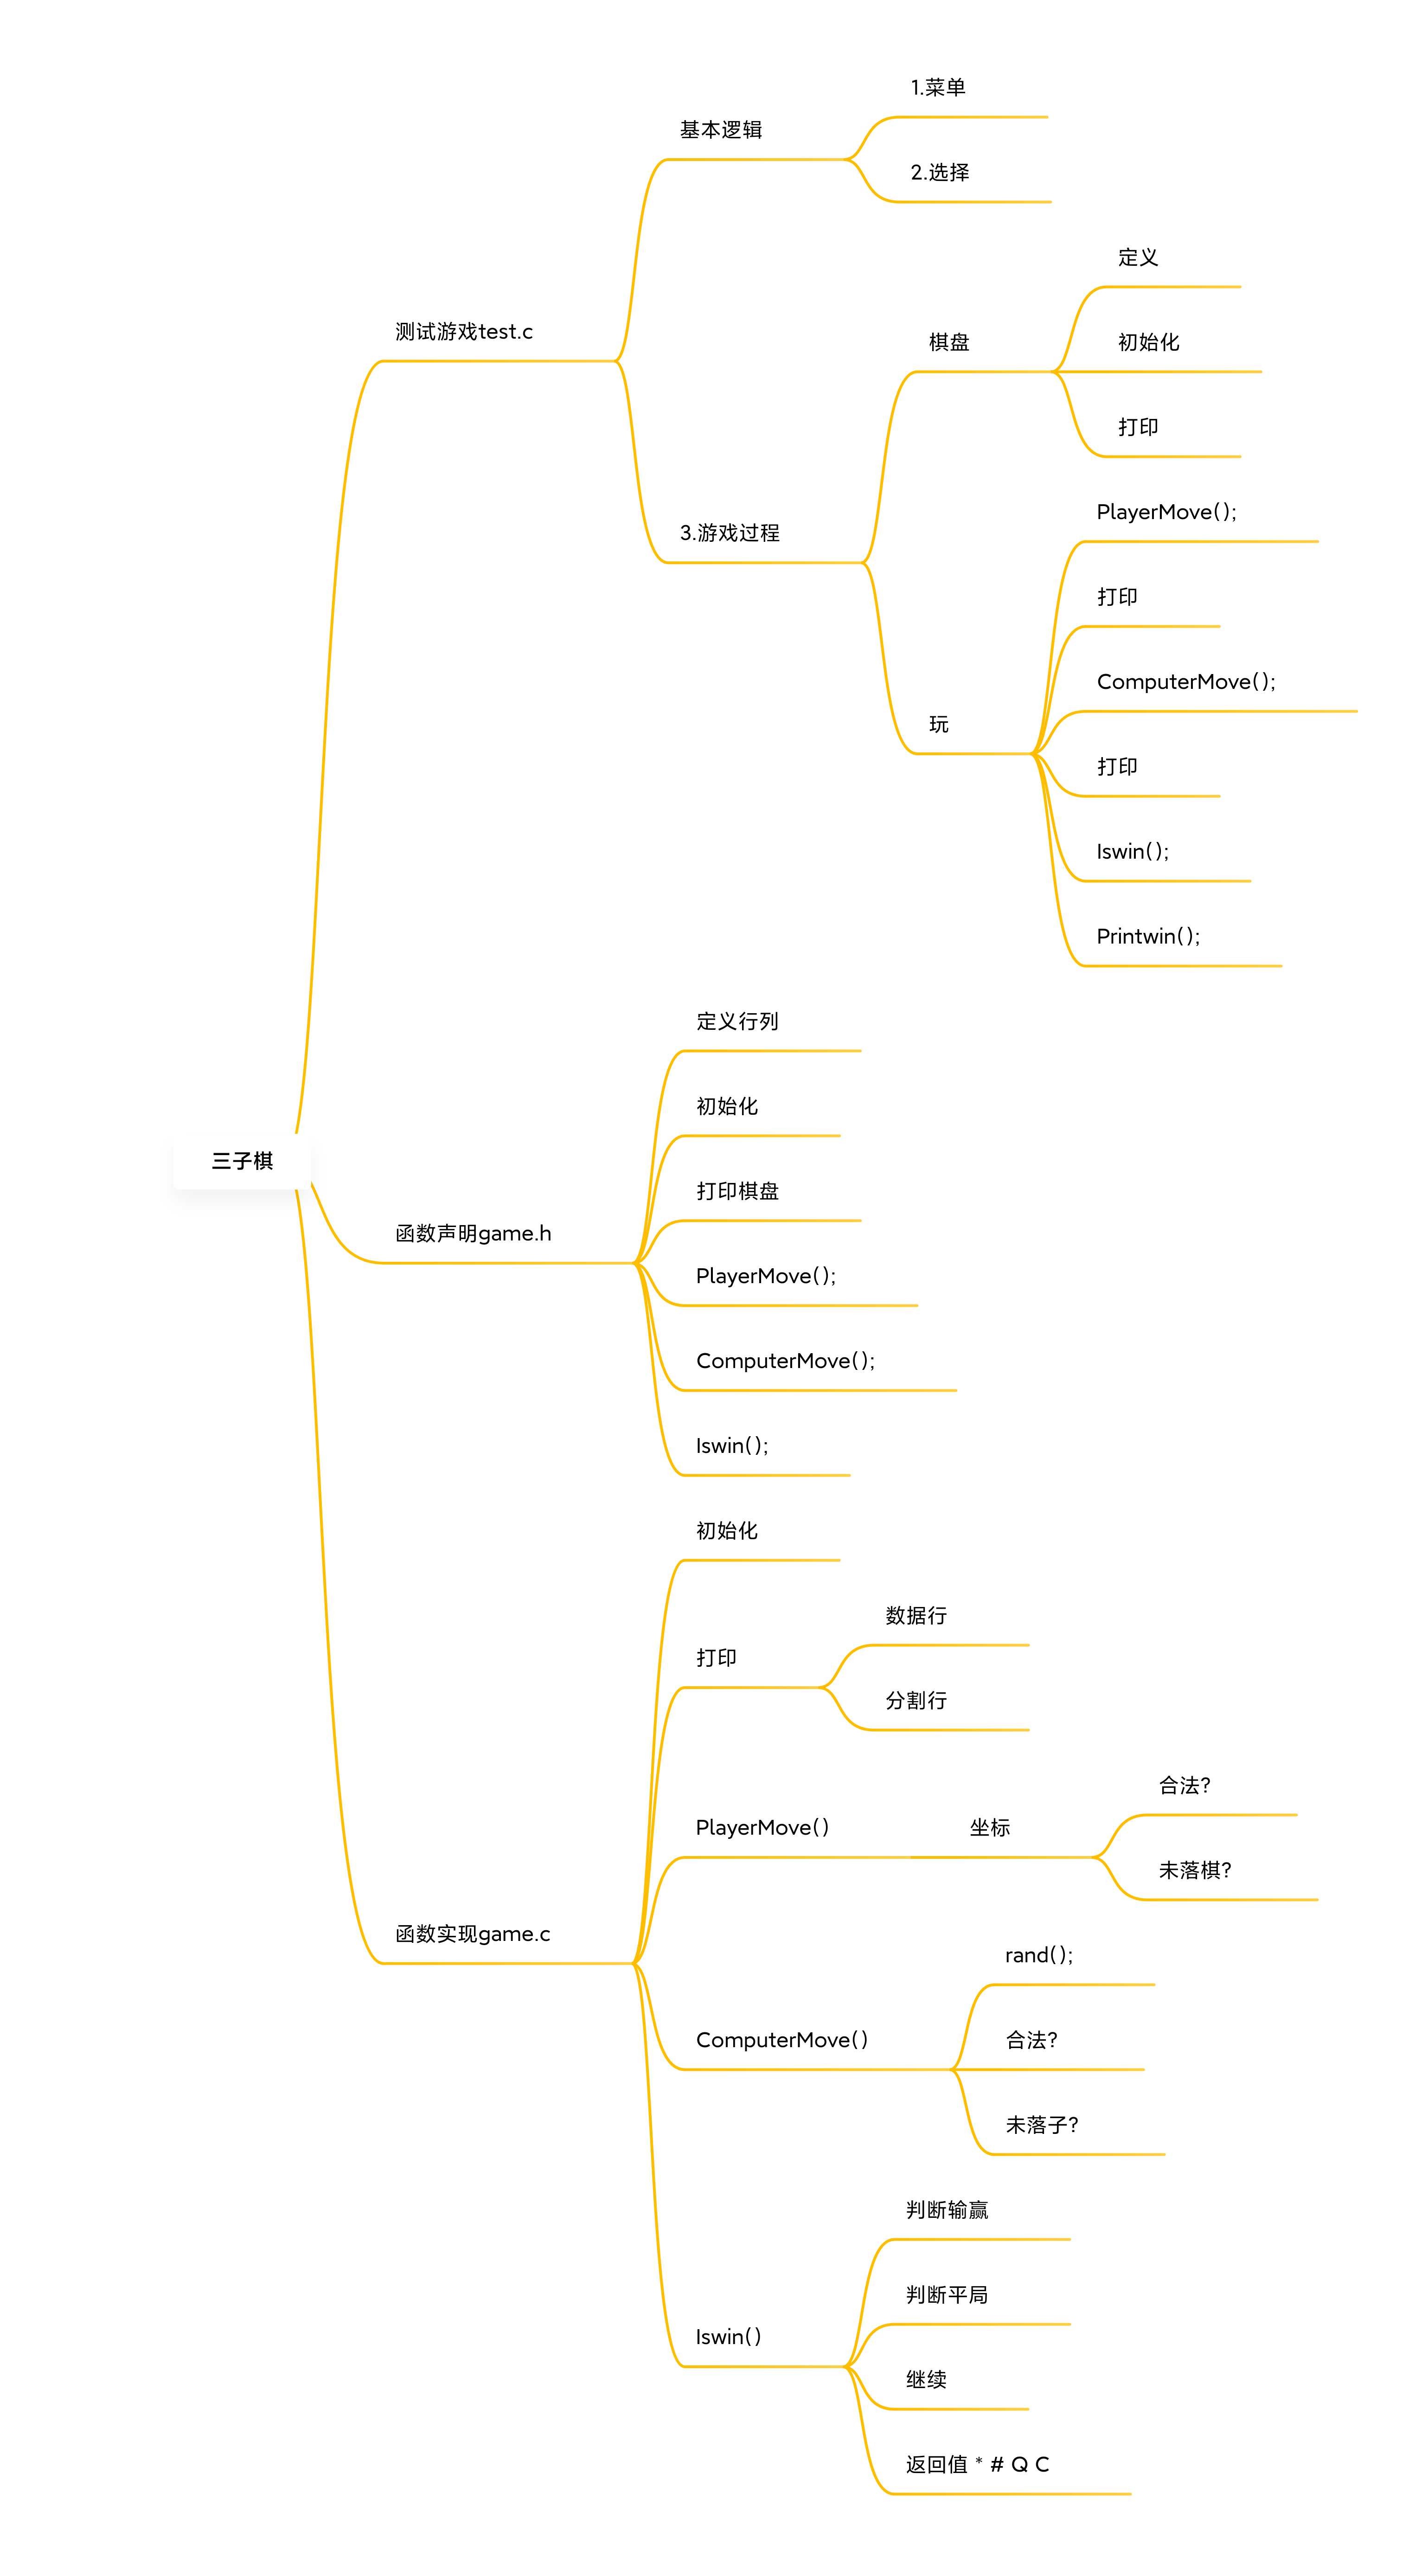 1.菜单
基本逻辑
2.选择
定义
测试游戏test.c
棋盘
初始化
打印
PlayerMove();
3.游戏过程
打印
ComputerMove();
玩
打印
Iswin();
Printwin();
定义行列
初始化
三子棋
打印棋盘
函数声明game.h
PlayerMove();
ComputerMove();
Iswin();
初始化
数据行
打印
分割行
合法?
PlayerMove()
坐标
未落棋?
函数实现game.c
rand();
ComputerMove()
合法?
未落子?
判断输赢
判断平局
Iswin()
继续
返回值 * # Q C